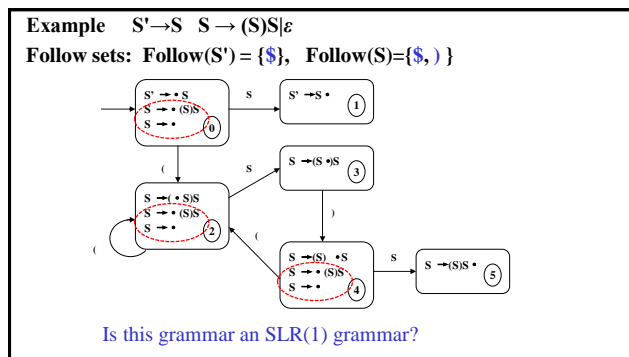 Example S'→S S → (S)S|ε
Follow sets: Follow(S') = {$}, Follow(S)={$, ) }
S' → • S
S → • (S)S
S → •
0
S
S' → S •
1
(
S
S → (S •)S
3
S → ( • S)S
S → • (S)S
S → •
2
(
(
)
S → (S) • S
S → • (S)S
S → •
4
S
S → (S)S •
5
Is this grammar an SLR(1) grammar?